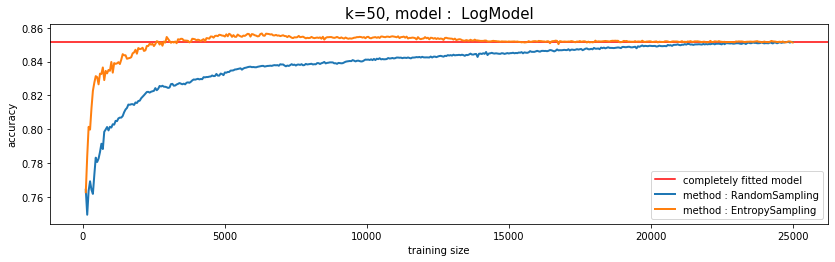 k=50, model :  LogModel
0.86
0.84
0.82
0.80
0.78
0.76
accuracy
completely fitted model
method : RandomSampling
method : EntropySampling
0
5000
10000
15000
20000
25000
training size